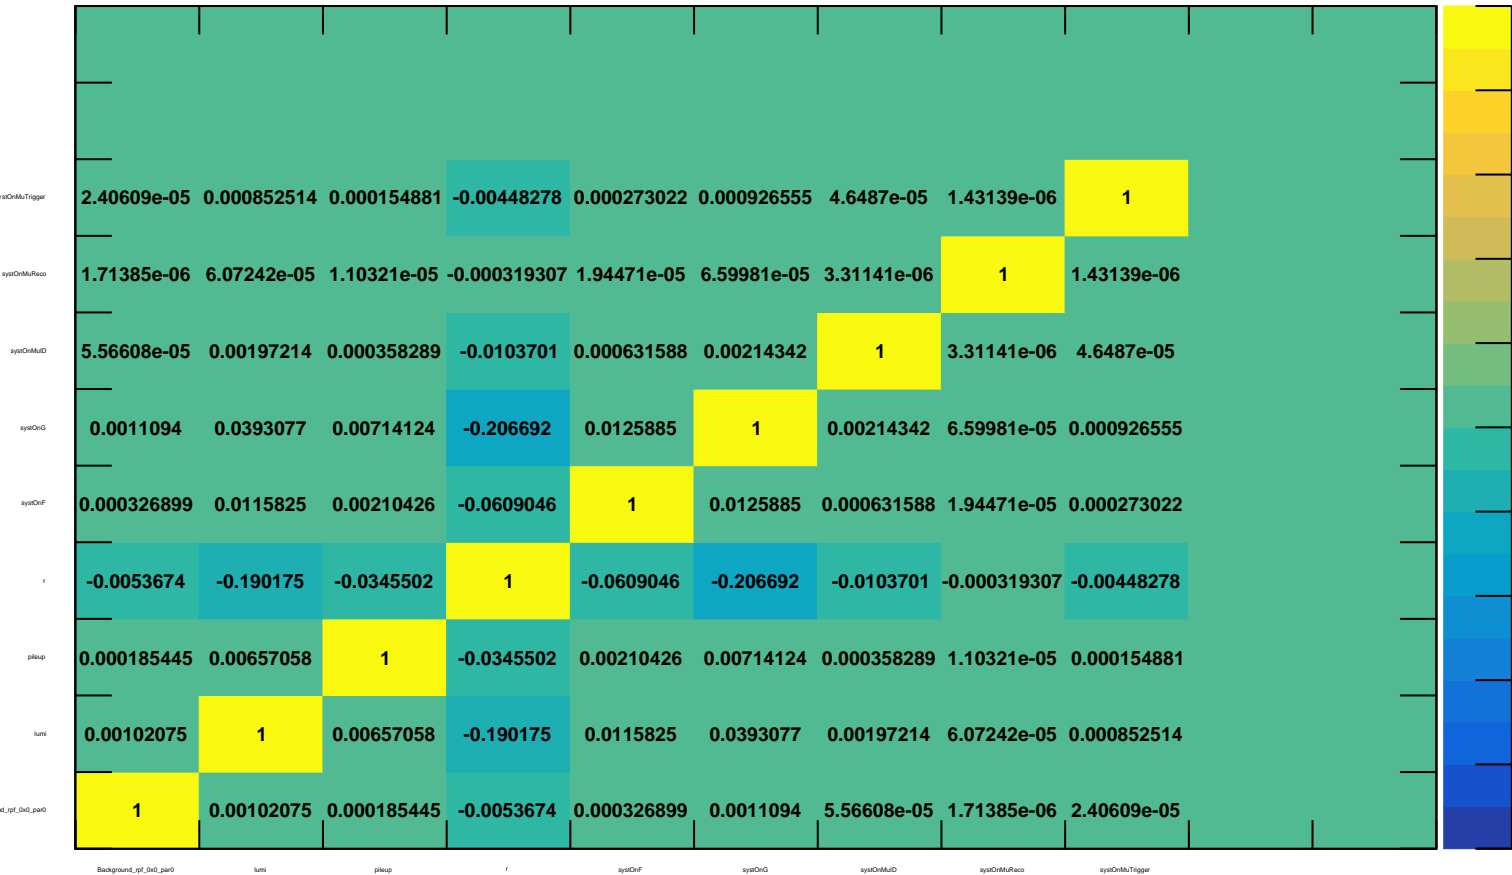 rstOnMuTrigger 2.40609e-05 0.000852514 0.000154881 -0.00448278 0.000273022 0.000926555 4.6487e-05 1.43139e-06 1
systOnMuReco 1.71385e-06 6.07242e-05 1.10321e-05 -0.000319307 1.94471e-05 6.59981e-05 3.31141e-06 1 1.43139e-06
systOnMuID 5.56608e-05 0.00197214 0.000358289 -0.0103701 0.000631588 0.00214342 1 3.31141e-06 4.6487e-05
systOnG 0.0011094 0.0393077 0.00714124 -0.206692 0.0125885 1 0.00214342 6.59981e-05 0.000926555
systOnF 0.000326899 0.0115825 0.00210426 -0.0609046 1 0.0125885 0.000631588 1.94471e-05 0.000273022
r -0.0053674 -0.190175 -0.0345502 1 -0.0609046 -0.206692 -0.0103701 -0.000319307 -0.00448278
pileup 0.000185445 0.00657058 1 -0.0345502 0.00210426 0.00714124 0.000358289 1.10321e-05 0.000154881
lumi 0.00102075 1 0.00657058 -0.190175 0.0115825 0.0393077 0.00197214 6.07242e-05 0.000852514
d_rpf_0x0_par0 1 0.00102075 0.000185445 -0.0053674 0.000326899 0.0011094 5.56608e-05 1.71385e-06 2.40609e-05
Background_rpf_0x0_par0 lumi pileup r systOnF systOnG systOnMuID systOnMuReco systOnMuTrigger